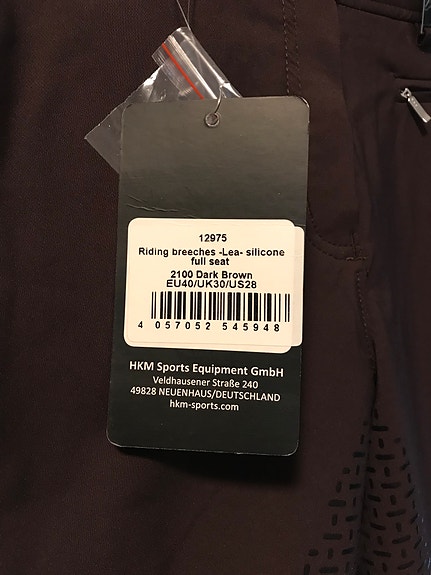 12975
Riding breeches -Lea- silicone
full seat
2100 Dark Brown
EU40/UK30/US28
4 057052 545948
HKM Sports Equipment GmbH
Veldhausener Straße 240
49828 NEUENHAUS/DEUTSCHLAND
hkm-sports.com